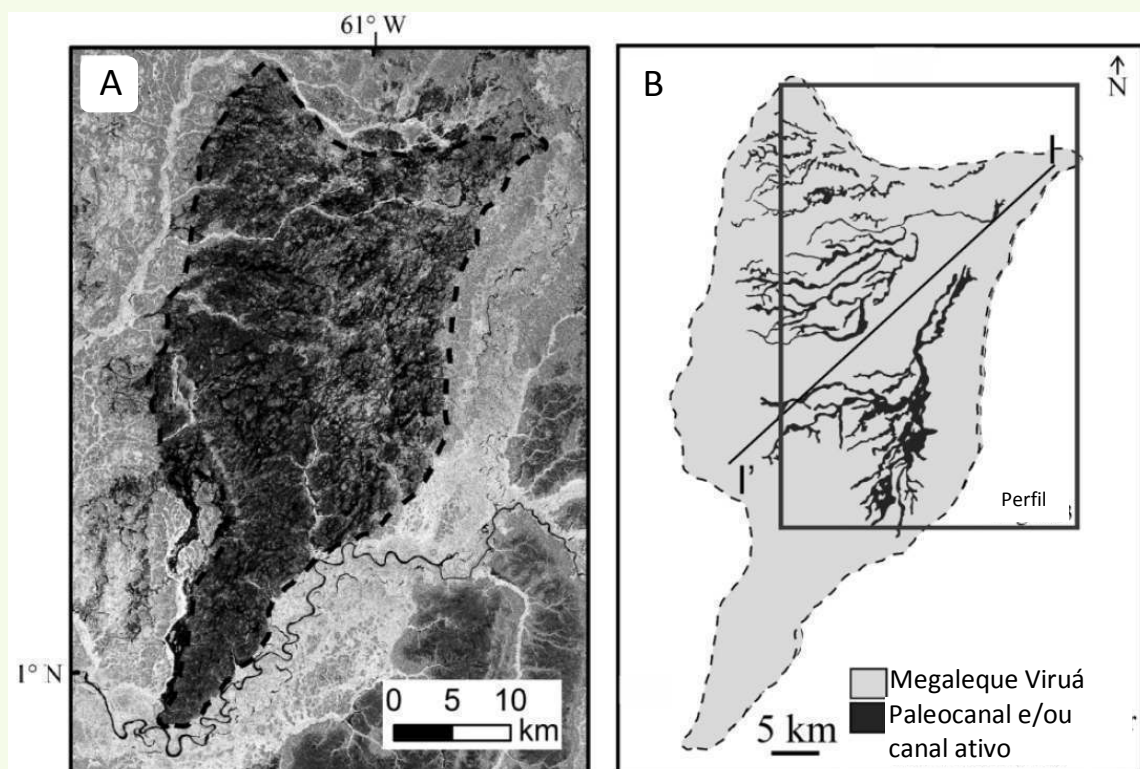 61° W
A
1° N
0 5 10
km
B
↑
N
I
I'
Perfil
Megaleque Viruá
Paleocanal e/ou
canal ativo
5 km